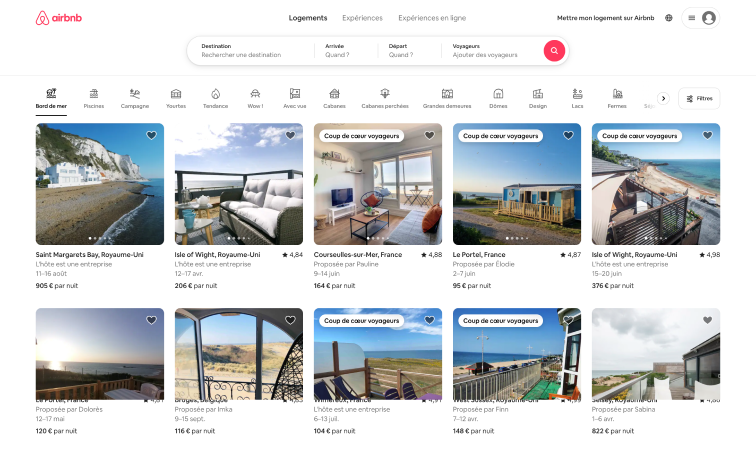 airbnb
Logements Expériences Expériences en ligne
Mettre mon logement sur Airbnb
Destination Arrivée Départ Voyageurs
Rechercher une destination Quand ? Quand ? Ajouter des voyageurs
Bord de mer Piscines Campagne Yourtes Tendance Wow ! Avec vue Cabanes Cabanes perchées Grandes demeures Dômes Design Lacs Fermes
Filtres
Coup de cœur voyageurs Coup de cœur voyageurs Coup de cœur voyageurs
Saint Margarets Bay, Royaume-Uni
L'hôte est une entreprise
11–16 août
905 € par nuit
Isle of Wight, Royaume-Uni 4,84
L'hôte est une entreprise
12–17 avr.
206 € par nuit
Courseulles-sur-Mer, France 4,88
Proposée par Pauline
9–14 juin
164 € par nuit
Le Portel, France 4,87
Proposée par Élodie
2–7 juin
95 € par nuit
Isle of Wight, Royaume-Uni 4,98
L'hôte est une entreprise
15–20 juin
376 € par nuit
Coup de cœur voyageurs Coup de cœur voyageurs
Le Portel, France
Proposée par Dolorés
12–17 mai
120 € par nuit
Bruges, Belgique
Proposée par Imka
9–15 sept.
116 € par nuit
Wimereux, France
L'hôte est une entreprise
6–13 juil.
104 € par nuit
West Sussex, Royaume-Uni
Proposée par Finn
7–12 avr.
148 € par nuit
Selsey, Royaume-Uni
Proposée par Sabina
1–6 avr.
822 € par nuit